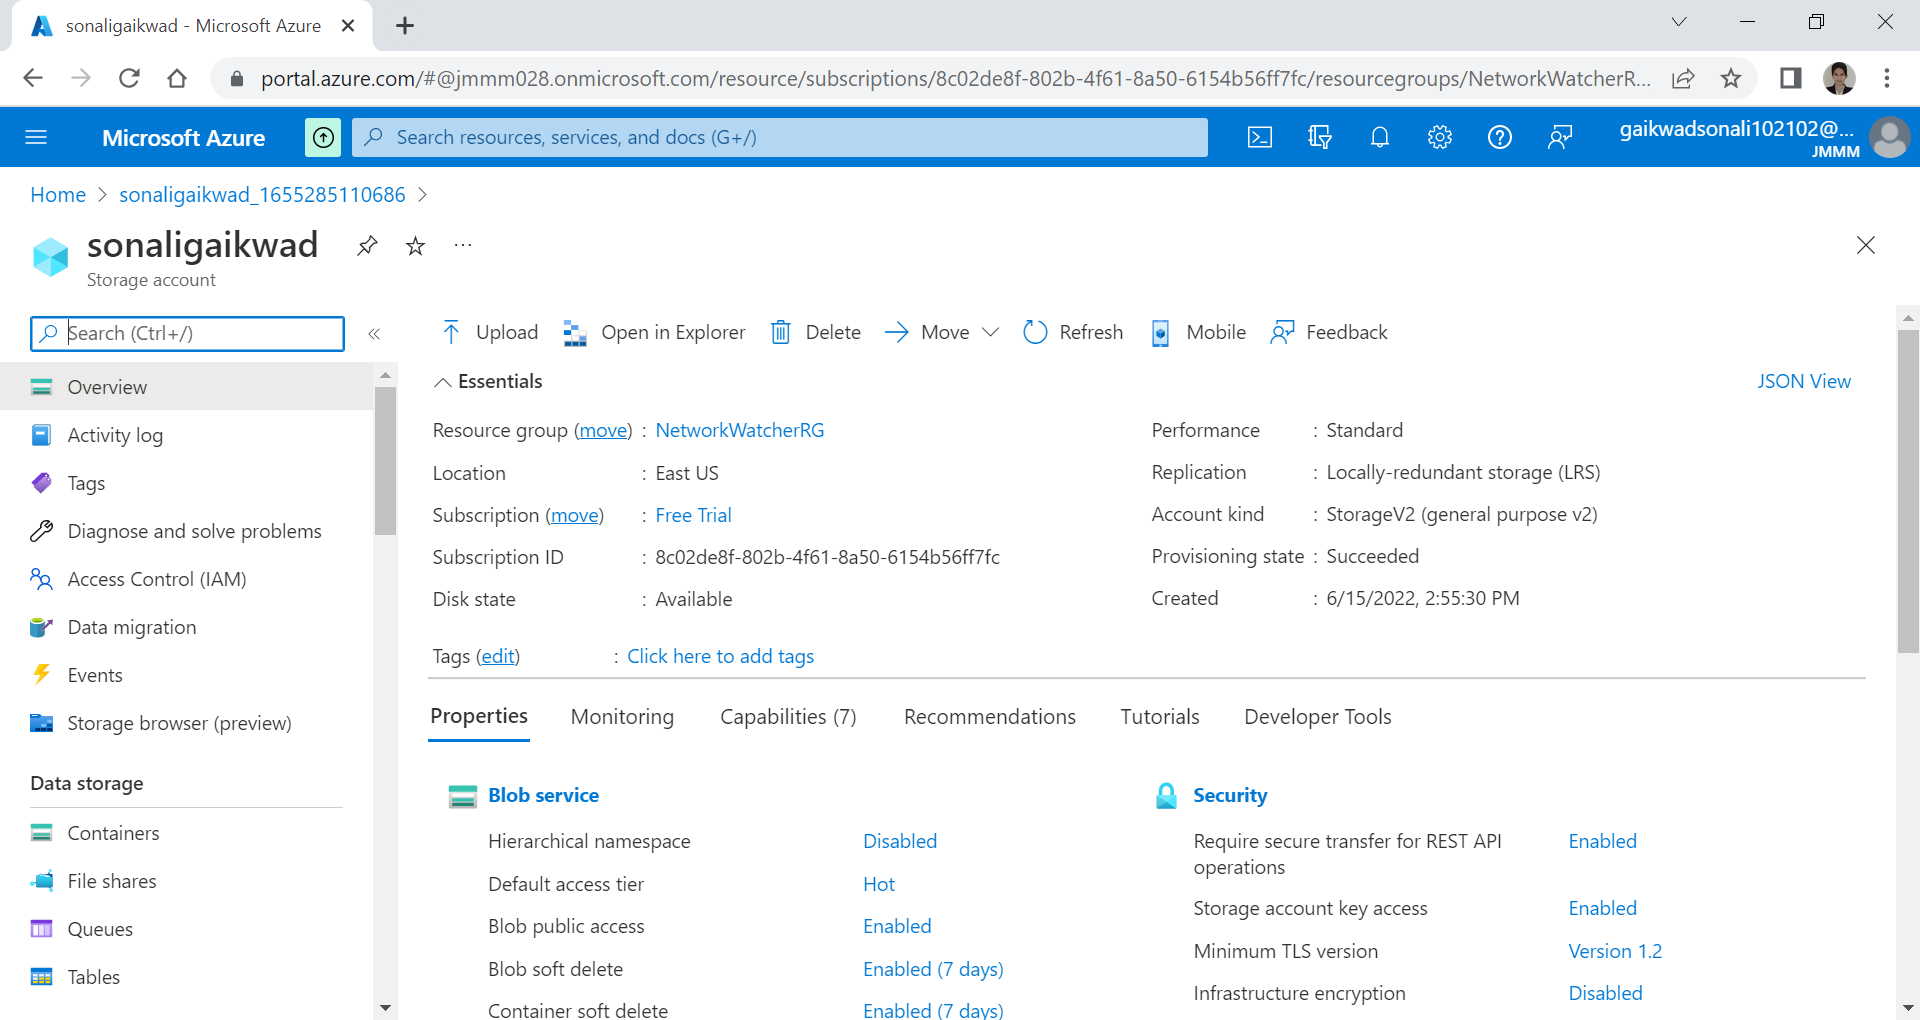 sonaligaikwad - Microsoft Azure
portal.azure.com/#@jmmm028.onmicrosoft.com/resource/subscriptions/8c02de8f-802b-4f61-8a50-6154b56ff7fc/resourcegroups/NetworkWatcherR...
Microsoft Azure
Search resources, services, and docs (G+/)
gaikwadsonali102102@...
JMMM
Home > sonaligaikwad_1655285110686 >
sonaligaikwad
...
Storage account
Search (Ctrl+/)
«
Overview
Activity log
Tags
Diagnose and solve problems
Access Control (IAM)
Data migration
Events
Storage browser (preview)
Data storage
Containers
File shares
Queues
Tables
Upload Open in Explorer Delete Move Refresh Mobile Feedback
Essentials
JSON View
Resource group (move) : NetworkWatcherRG
Location : East US
Subscription (move) : Free Trial
Subscription ID : 8c02de8f-802b-4f61-8a50-6154b56ff7fc
Disk state : Available
Performance : Standard
Replication : Locally-redundant storage (LRS)
Account kind : StorageV2 (general purpose v2)
Provisioning state : Succeeded
Created : 6/15/2022, 2:55:30 PM
Tags (edit) : Click here to add tags
Properties Monitoring Capabilities (7) Recommendations Tutorials Developer Tools
Blob service
Hierarchical namespace Disabled
Default access tier Hot
Blob public access Enabled
Blob soft delete Enabled (7 days)
Container soft delete Enabled (7 days)
Security
Require secure transfer for REST API Enabled
operations
Storage account key access Enabled
Minimum TLS version Version 1.2
Infrastructure encryption Disabled